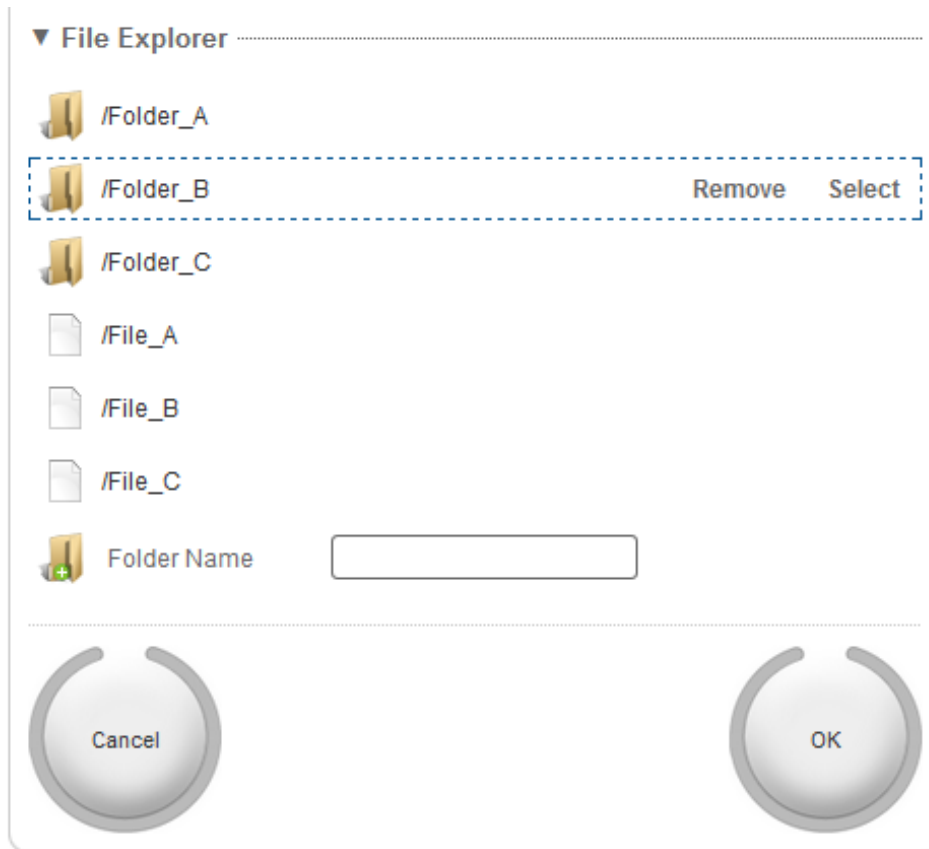 ▼ File Explorer
/Folder_A
/Folder_B Remove Select
/Folder_C
/File_A
/File_B
/File_C
Folder Name
Cancel OK